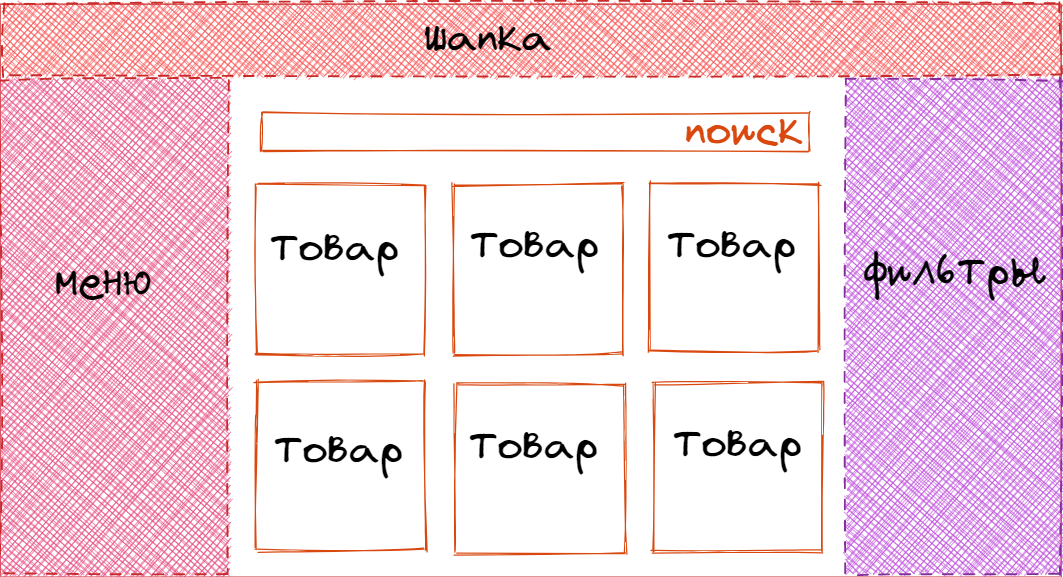 Шапка
поиск
Товар Товар Товар
меню
фильтры
Товар Товар Товар